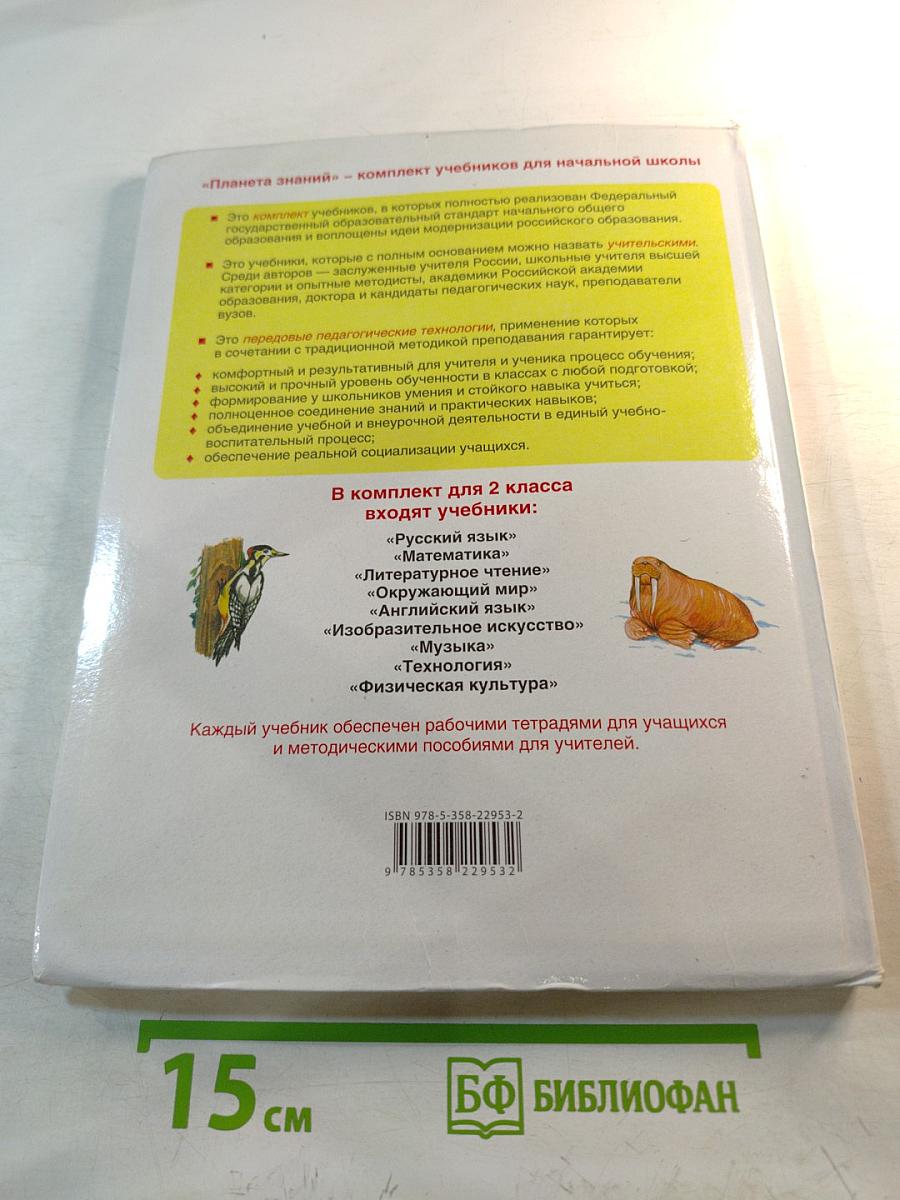 «Планета знаний» – комплект учебников для начальной школы
Это комплект учебников, в которых полностью реализован Федеральный
государственный образовательный стандарт начального общего
образования и воплощены идеи модернизации российского образования.
Это учебники, которые с полным основанием можно назвать учительскими.
Среди авторов — заслуженные учителя России, школьные учителя высшей
категории и опытные методисты, академики Российской академии
образования, доктора и кандидаты педагогических наук, преподаватели
вузов.
Это передовые педагогические технологии, применение которых
в сочетании с традиционной методикой преподавания гарантирует:
комфортный и результативный для учителя и ученика процесс обучения;
высокий и прочный уровень обученности в классах с любой подготовкой;
формирование у школьников умения и стойкого навыка учиться;
полноценное соединение знаний и практических навыков;
объединение учебной и внеурочной деятельности в единый учебно-
воспитательный процесс;
обеспечение реальной социализации учащихся.
В комплект для 2 класса
входят учебники:
«Русский язык»
«Математика»
«Литературное чтение»
«Окружающий мир»
«Английский язык»
«Изобразительное искусство»
«Музыка»
«Технология»
«Физическая культура»
Каждый учебник обеспечен рабочими тетрадями для учащихся
и методическими пособиями для учителей.
ISBN 978-5-358-22953-2
9 785358 229532
15 см
БФ БИБЛИОФАН